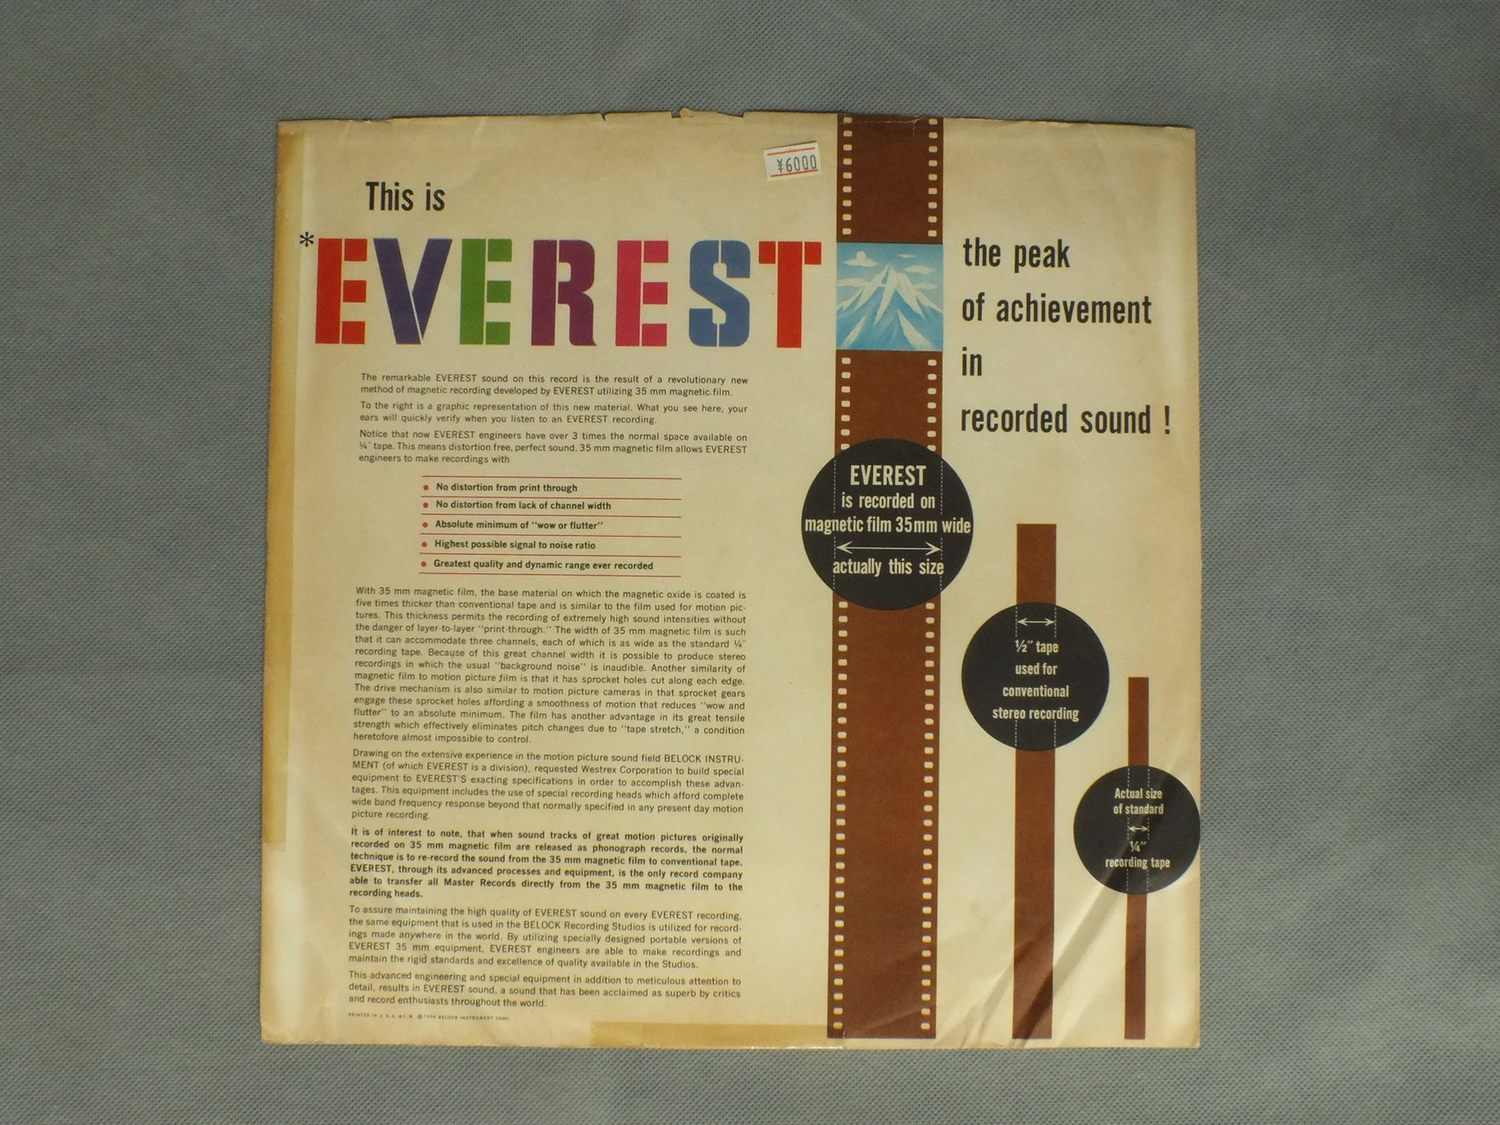 ¥6000
This is
*EVEREST
the peak
of achievement
in
recorded sound !
The remarkable EVEREST sound on this record is the result of a revolutionary new
method of magnetic recording developed by EVEREST utilizing 35 mm magnetic film.
To the right is a graphic representation of this new material. What you see here, your
ears will quickly verify when you listen to an EVEREST recording.
Notice that now EVEREST engineers have over 3 times the normal space available on
¼" tape. This means distortion free, perfect sound. 35 mm magnetic film allows EVEREST
engineers to make recordings with
• No distortion from print through
• No distortion from lack of channel width
• Absolute minimum of "wow or flutter"
• Highest possible signal to noise ratio
• Greatest quality and dynamic range ever recorded
With 35 mm magnetic film, the base material on which the magnetic oxide is coated is
five times thicker than conventional tape and is similar to the film used for motion pic-
tures. This thickness permits the recording of extremely high sound intensities without
the danger of layer-to-layer "print-through." The width of 35 mm magnetic film is such
that it can accommodate three channels, each of which is as wide as the standard ¼"
recording tape. Because of this great channel width it is possible to produce stereo
recordings in which the usual "background noise" is inaudible. Another similarity of
magnetic film to motion picture film is that it has sprocket holes cut along each edge.
The drive mechanism is also similar to motion picture cameras in that sprocket gears
engage these sprocket holes affording a smoothness of motion that reduces "wow and
flutter" to an absolute minimum. The film has another advantage in its great tensile
strength which effectively eliminates pitch changes due to "tape stretch," a condition
heretofore almost impossible to control.
Drawing on the extensive experience in the motion picture sound field BELOCK INSTRU-
MENT (of which EVEREST is a division), requested Westrex Corporation to build special
equipment to EVEREST'S exacting specifications in order to accomplish these advan-
tages. This equipment includes the use of special recording heads which afford complete
wide band frequency response beyond that normally specified in any present day motion
picture recording.
It is of interest to note, that when sound tracks of great motion pictures originally
recorded on 35 mm magnetic film are released as phonograph records, the normal
technique is to re-record the sound from the 35 mm magnetic film to conventional tape.
EVEREST, through its advanced processes and equipment, is the only record company
able to transfer all Master Records directly from the 35 mm magnetic film to the
recording heads.
To assure maintaining the high quality of EVEREST sound on every EVEREST recording,
the same equipment that is used in the BELOCK Recording Studios is utilized for record-
ings made anywhere in the world. By utilizing specially designed portable versions of
EVEREST 35 mm equipment, EVEREST engineers are able to make recordings and
maintain the rigid standards and excellence of quality available in the Studios.
This advanced engineering and special equipment in addition to meticulous attention to
detail, results in EVEREST sound, a sound that has been acclaimed as superb by critics
and record enthusiasts throughout the world.
PRINTED IN U.S.A. © 1959 BELOCK INSTRUMENT CORP.
EVEREST
is recorded on
magnetic film 35mm wide
actually this size
½" tape
used for
conventional
stereo recording
Actual size
of standard
¼"
recording tape